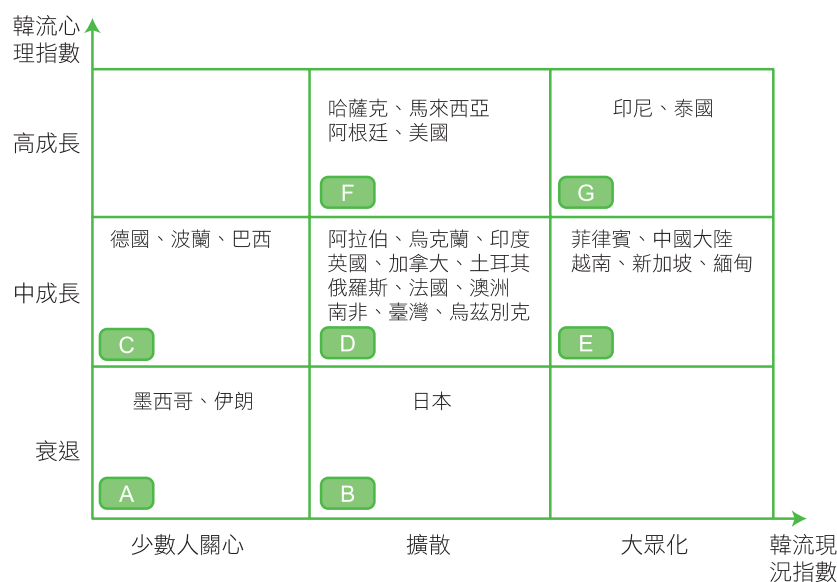 韓流心
理指數
高成長
哈薩克、馬來西亞
阿根廷、美國
F
印尼、泰國
G
中成長
德國、波蘭、巴西
C
阿拉伯、烏克蘭、印度
英國、加拿大、土耳其
俄羅斯、法國、澳洲
南非、臺灣、烏茲別克
D
菲律賓、中國大陸
越南、新加坡、緬甸
E
衰退
墨西哥、伊朗
A
日本
B
少數人關心
擴散
大眾化
韓流現
況指數